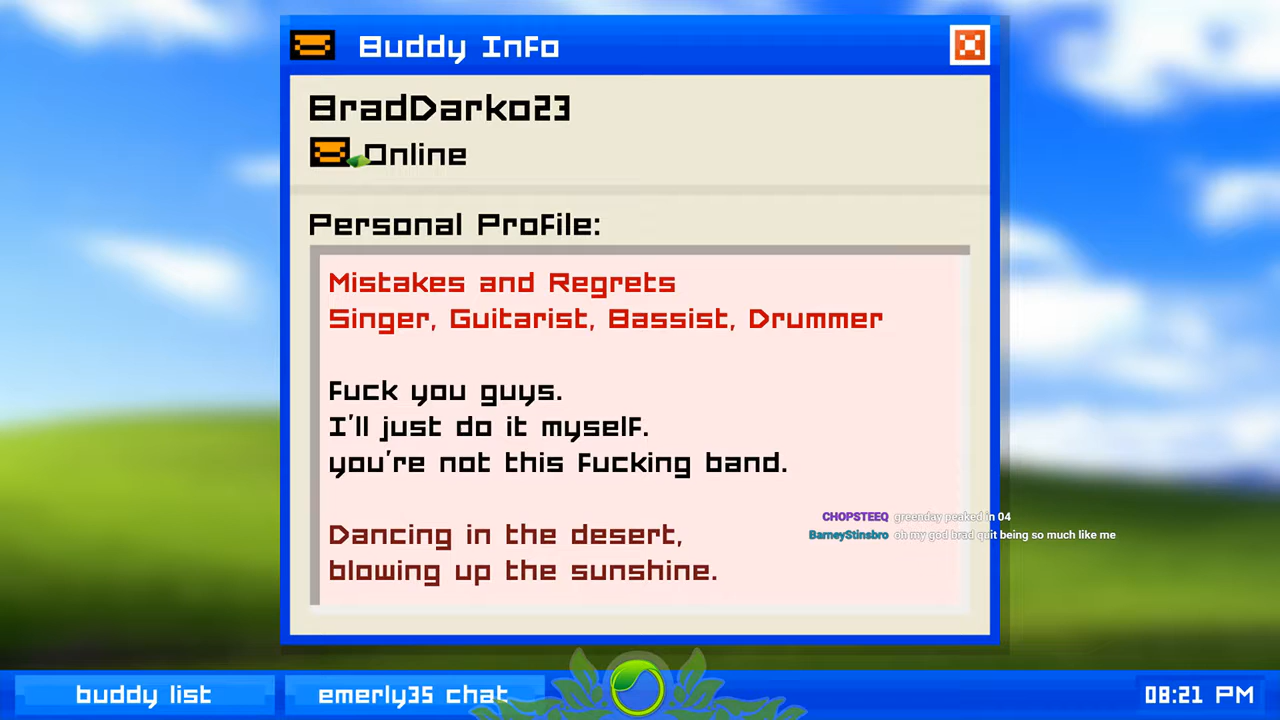 Buddy Info
BradDarko23
Online
Personal Profile:
Mistakes and Regrets
Singer, Guitarist, Bassist, Drummer
Fuck you guys.
I'll just do it myself.
you're not this fucking band.
CHOPSTEEQ greenday peaked in 04
BarneyStinsbro oh my god brad quit being so much like me
Dancing in the desert,
blowing up the sunshine.
buddy list
emerly35 chat
08:21 PM